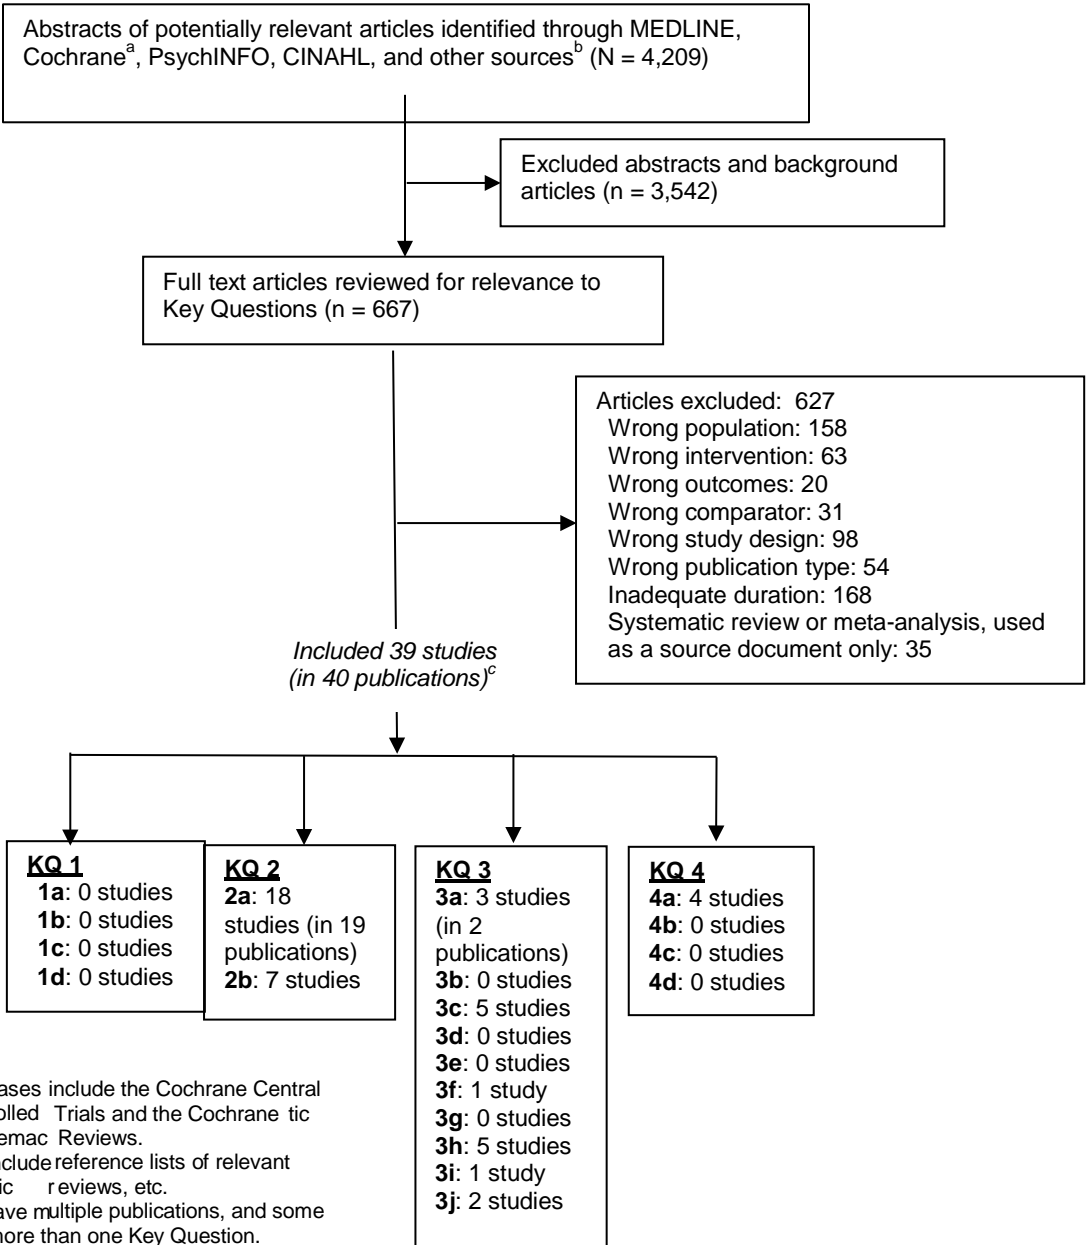 Abstracts of potentially relevant articles identified through MEDLINE,
Cochraneᵃ, PsychINFO, CINAHL, and other sourcesᵇ (N = 4,209)
Excluded abstracts and background
articles (n = 3,542)
Full text articles reviewed for relevance to
Key Questions (n = 667)
Articles excluded: 627
Wrong population: 158
Wrong intervention: 63
Wrong outcomes: 20
Wrong comparator: 31
Wrong study design: 98
Wrong publication type: 54
Inadequate duration: 168
Systematic review or meta-analysis, used
as a source document only: 35
Included 39 studies
(in 40 publications)ᶜ
KQ 1
1a: 0 studies
1b: 0 studies
1c: 0 studies
1d: 0 studies
KQ 2
2a: 18
studies (in 19
publications)
2b: 7 studies
KQ 3
3a: 3 studies
(in 2
publications)
3b: 0 studies
3c: 5 studies
3d: 0 studies
3e: 0 studies
3f: 1 study
3g: 0 studies
3h: 5 studies
3i: 1 study
3j: 2 studies
KQ 4
4a: 4 studies
4b: 0 studies
4c: 0 studies
4d: 0 studies
ases include the Cochrane Central
olled Trials and the Cochrane tic
emac Reviews.
nclude reference lists of relevant
ic reviews, etc.
ave multiple publications, and some
more than one Key Question.